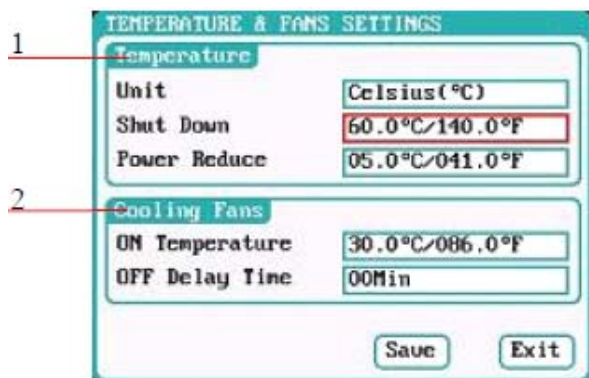 TEMPERATURE & FANS SETTINGS
1
Temperature
Unit Celsius(°C)
Shut Down 60.0°C/140.0°F
Power Reduce 05.0°C/041.0°F
2
Cooling Fans
ON Temperature 30.0°C/086.0°F
OFF Delay Time 00Min
Save Exit